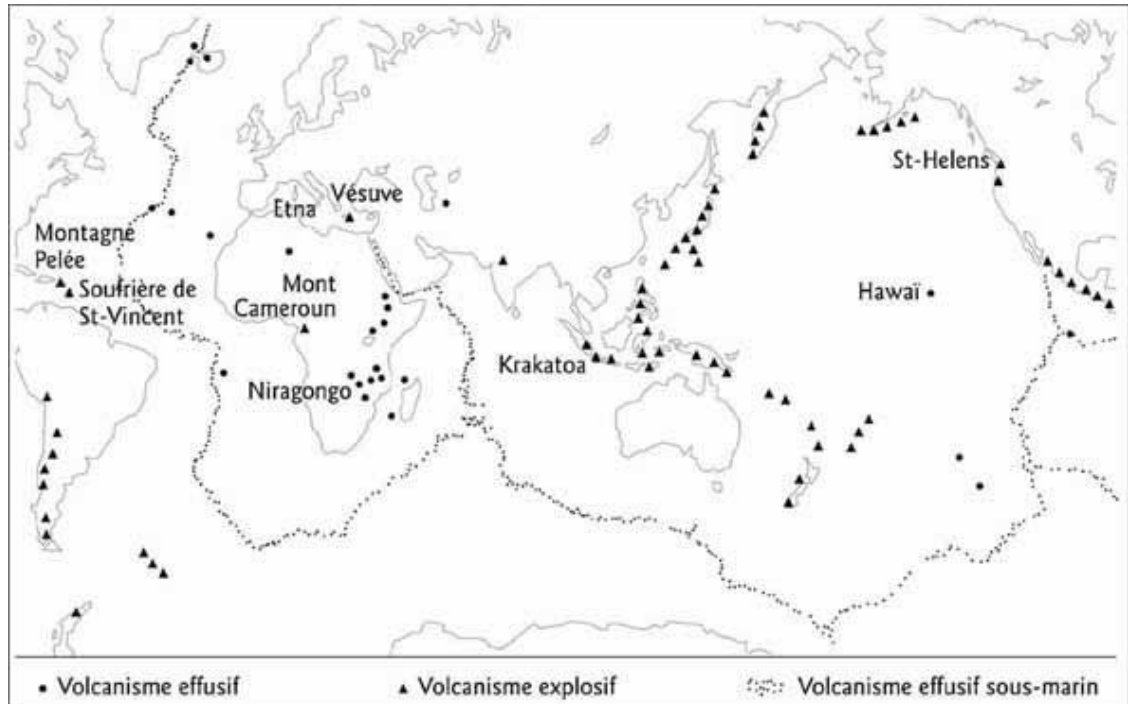 St-Helens
Vésuve
Etna
Montagne
Pelée
Soufrière de
St-Vincent
Mont
Cameroun
Hawaï
Krakatoa
Niragongo
Volcanisme effusif
Volcanisme explosif
Volcanisme effusif sous-marin